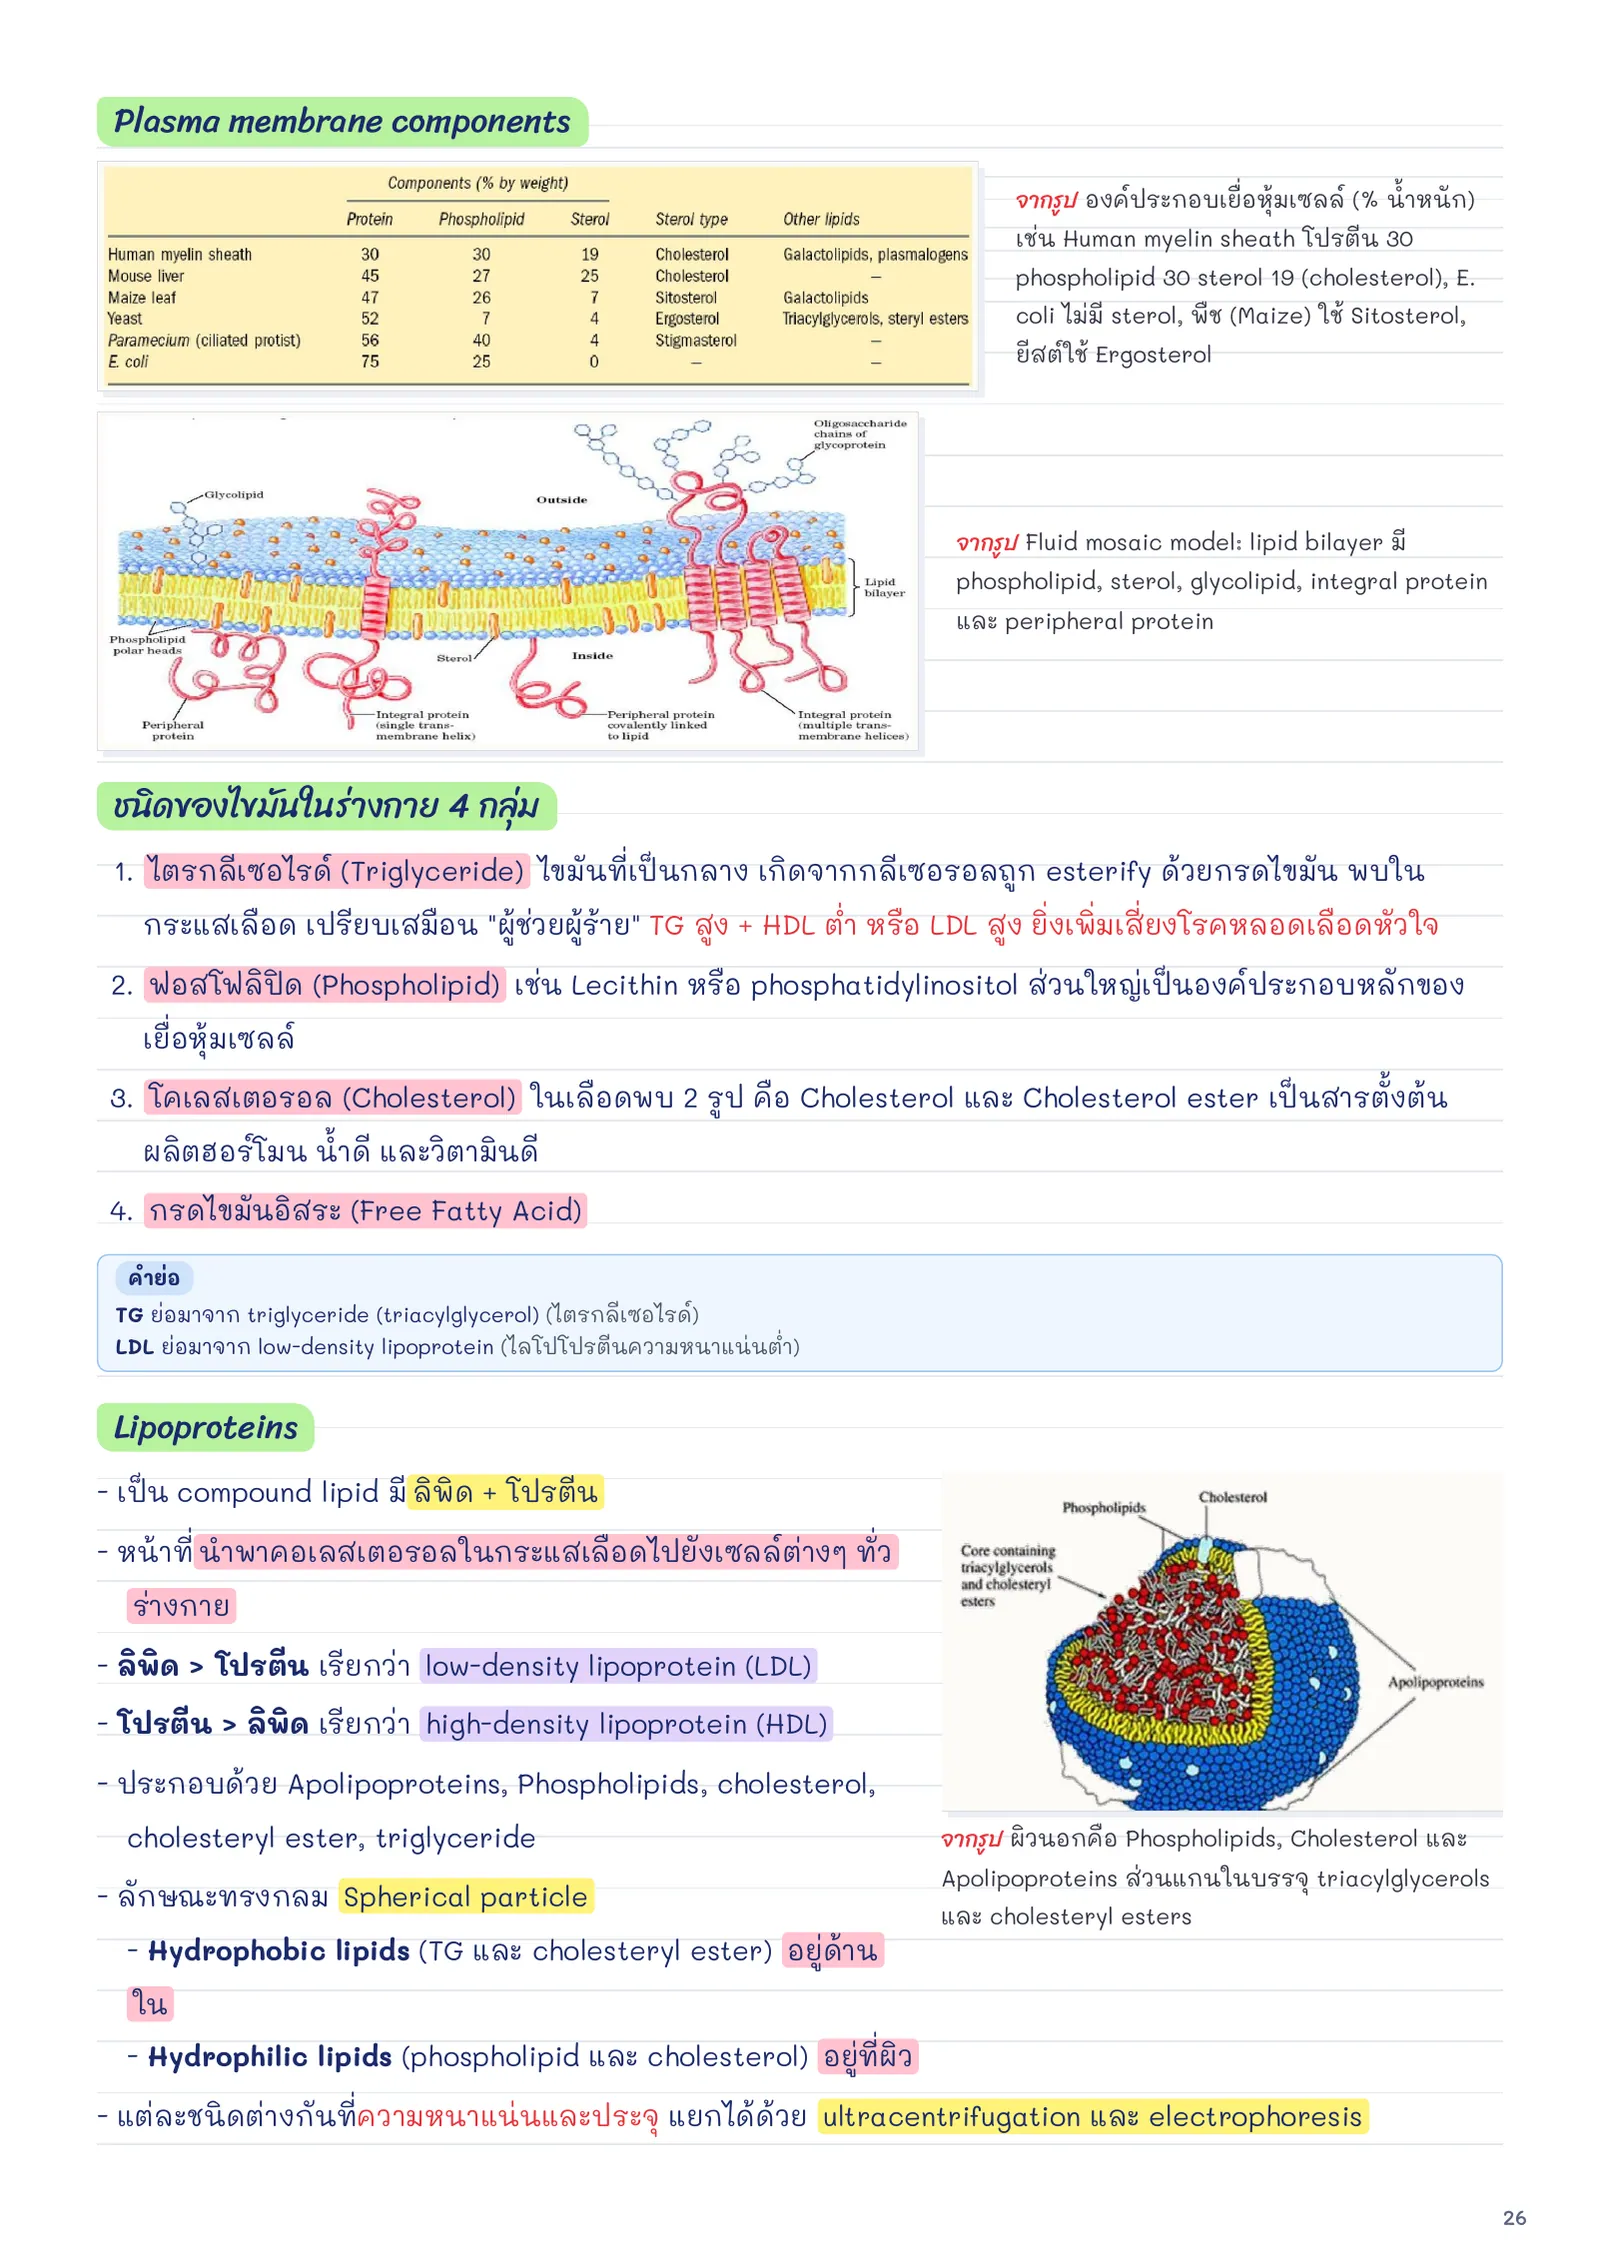 Plasma membrane components
Components (% by weight)
Protein Phospholipid Sterol Sterol type Other lipids
Human myelin sheath 30 30 19 Cholesterol Galactolipids, plasmalogens
Mouse liver 45 27 25 Cholesterol –
Maize leaf 47 26 7 Sitosterol Galactolipids
Yeast 52 7 4 Ergosterol Triacylglycerols, steryl esters
Paramecium (ciliated protist) 56 40 4 Stigmasterol –
E. coli 75 25 0 – –
จากรูป องค์ประกอบเยื่อหุ้มเซลล์ (% น้ำหนัก)
เช่น Human myelin sheath โปรตีน 30
phospholipid 30 sterol 19 (cholesterol), E.
coli ไม่มี sterol, พืช (Maize) ใช้ Sitosterol,
ยีสต์ใช้ Ergosterol
Oligosaccharide
chains of
glycoprotein
Glycolipid
Outside
Lipid
bilayer
Phospholipid
polar heads
Sterol
Inside
Peripheral
protein
Integral protein
(single trans-
membrane helix)
Peripheral protein
covalently linked
to lipid
Integral protein
(multiple trans-
membrane helices)
จากรูป Fluid mosaic model: lipid bilayer มี
phospholipid, sterol, glycolipid, integral protein
และ peripheral protein
ชนิดของไขมันในร่างกาย 4 กลุ่ม
1. ไตรกลีเซอไรด์ (Triglyceride) ไขมันที่เป็นกลาง เกิดจากกลีเซอรอลถูก esterify ด้วยกรดไขมัน พบใน
กระแสเลือด เปรียบเสมือน "ผู้ช่วยผู้ร้าย" TG สูง + HDL ต่ำ หรือ LDL สูง ยิ่งเพิ่มเสี่ยงโรคหลอดเลือดหัวใจ
2. ฟอสโฟลิปิด (Phospholipid) เช่น Lecithin หรือ phosphatidylinositol ส่วนใหญ่เป็นองค์ประกอบหลักของ
เยื่อหุ้มเซลล์
3. โคเลสเตอรอล (Cholesterol) ในเลือดพบ 2 รูป คือ Cholesterol และ Cholesterol ester เป็นสารตั้งต้น
ผลิตฮอร์โมน น้ำดี และวิตามินดี
4. กรดไขมันอิสระ (Free Fatty Acid)
คำย่อ
TG ย่อมาจาก triglyceride (triacylglycerol) (ไตรกลีเซอไรด์)
LDL ย่อมาจาก low-density lipoprotein (ไลโปโปรตีนความหนาแน่นต่ำ)
Lipoproteins
- เป็น compound lipid มี ลิพิด + โปรตีน
- หน้าที่ นำพาคอเลสเตอรอลในกระแสเลือดไปยังเซลล์ต่างๆ ทั่ว
ร่างกาย
- ลิพิด > โปรตีน เรียกว่า low-density lipoprotein (LDL)
- โปรตีน > ลิพิด เรียกว่า high-density lipoprotein (HDL)
- ประกอบด้วย Apolipoproteins, Phospholipids, cholesterol,
cholesteryl ester, triglyceride
- ลักษณะทรงกลม Spherical particle
- Hydrophobic lipids (TG และ cholesteryl ester) อยู่ด้าน
ใน
- Hydrophilic lipids (phospholipid และ cholesterol) อยู่ที่ผิว
- แต่ละชนิดต่างกันที่ความหนาแน่นและประจุ แยกได้ด้วย ultracentrifugation และ electrophoresis
Phospholipids
Cholesterol
Core containing
triacylglycerols
and cholesteryl
esters
Apolipoproteins
จากรูป ผิวนอกคือ Phospholipids, Cholesterol และ
Apolipoproteins ส่วนแกนในบรรจุ triacylglycerols
และ cholesteryl esters
26